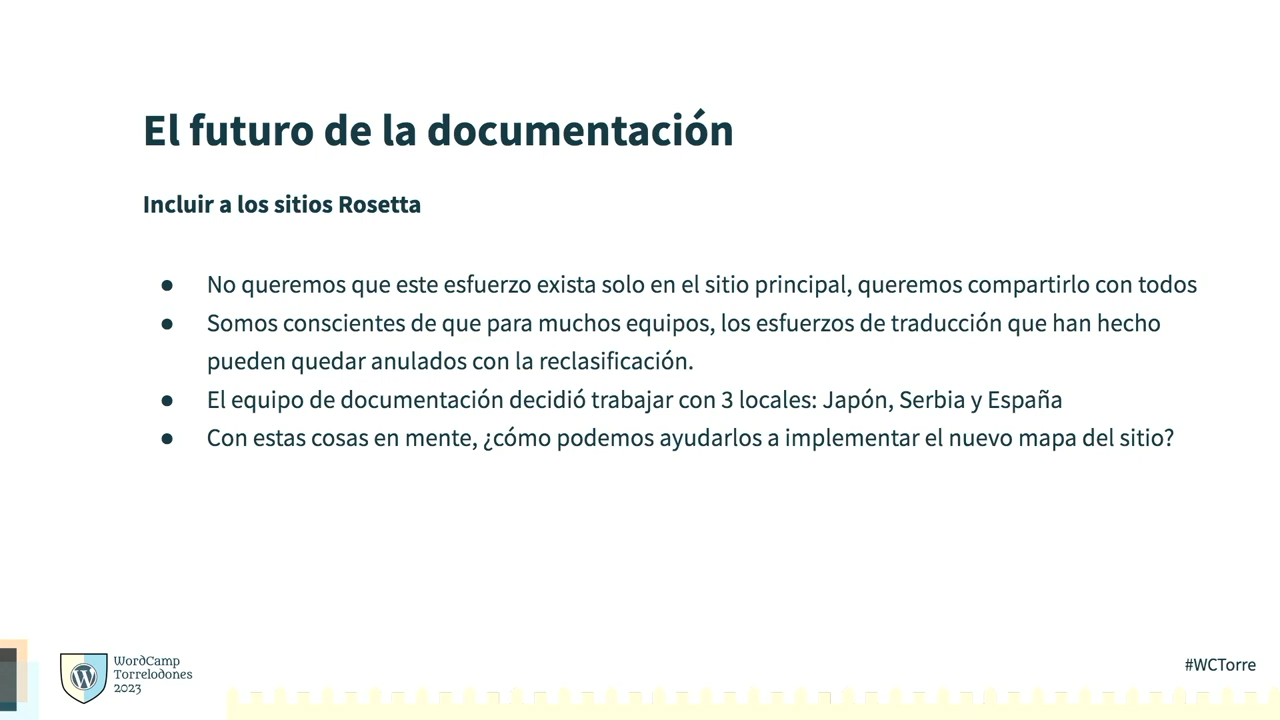 El futuro de la documentación
Incluir a los sitios Rosetta
● No queremos que este esfuerzo exista solo en el sitio principal, queremos compartirlo con todos
● Somos conscientes de que para muchos equipos, los esfuerzos de traducción que han hecho
pueden quedar anulados con la reclasificación.
● El equipo de documentación decidió trabajar con 3 locales: Japón, Serbia y España
● Con estas cosas en mente, ¿cómo podemos ayudarlos a implementar el nuevo mapa del sitio?
WordCamp
Torrelodones
2023
#WCTorre